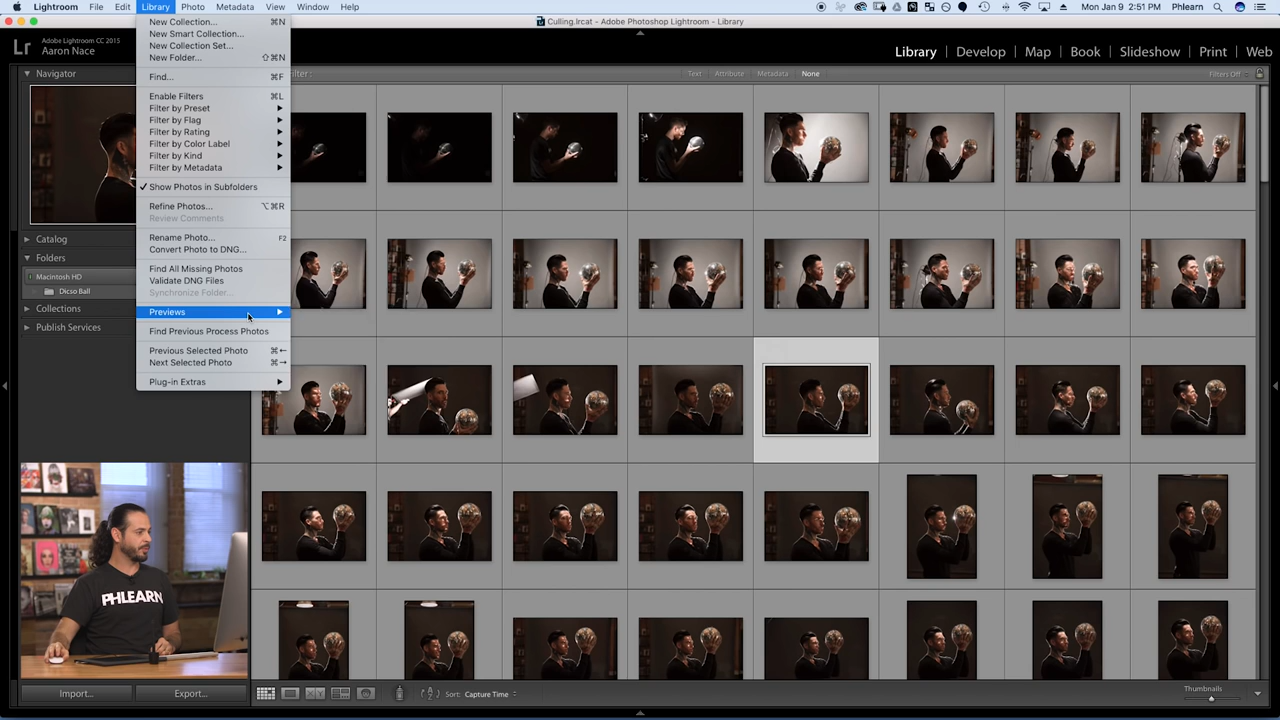 Lightroom File Edit Library Photo Metadata View Window Help Mon Jan 9 2:51 PM Phlearn
Culling.lrcat - Adobe Photoshop Lightroom - Library
Lr Adobe Lightroom CC 2015
Aaron Nace
Library | Develop | Map | Book | Slideshow | Print | Web
Navigator
Text Attribute Metadata None
Filters Off
New Collection... ⌘N
New Smart Collection...
New Collection Set...
New Folder... ⇧⌘N
Find... ⌘F
Enable Filters ⌘L
Filter by Preset
Filter by Flag
Filter by Rating
Filter by Color Label
Filter by Kind
Filter by Metadata
✓ Show Photos in Subfolders
Refine Photos... ⌥⌘R
Review Comments
Rename Photo... F2
Convert Photo to DNG...
Find All Missing Photos
Validate DNG Files
Synchronize Folder...
Previews
Find Previous Process Photos
Previous Selected Photo ⌘←
Next Selected Photo ⌘→
Plug-in Extras
Catalog
Folders
Macintosh HD
Dicso Ball
Collections
Publish Services
PHLEARN
Import... Export...
Sort: Capture Time
Thumbnails